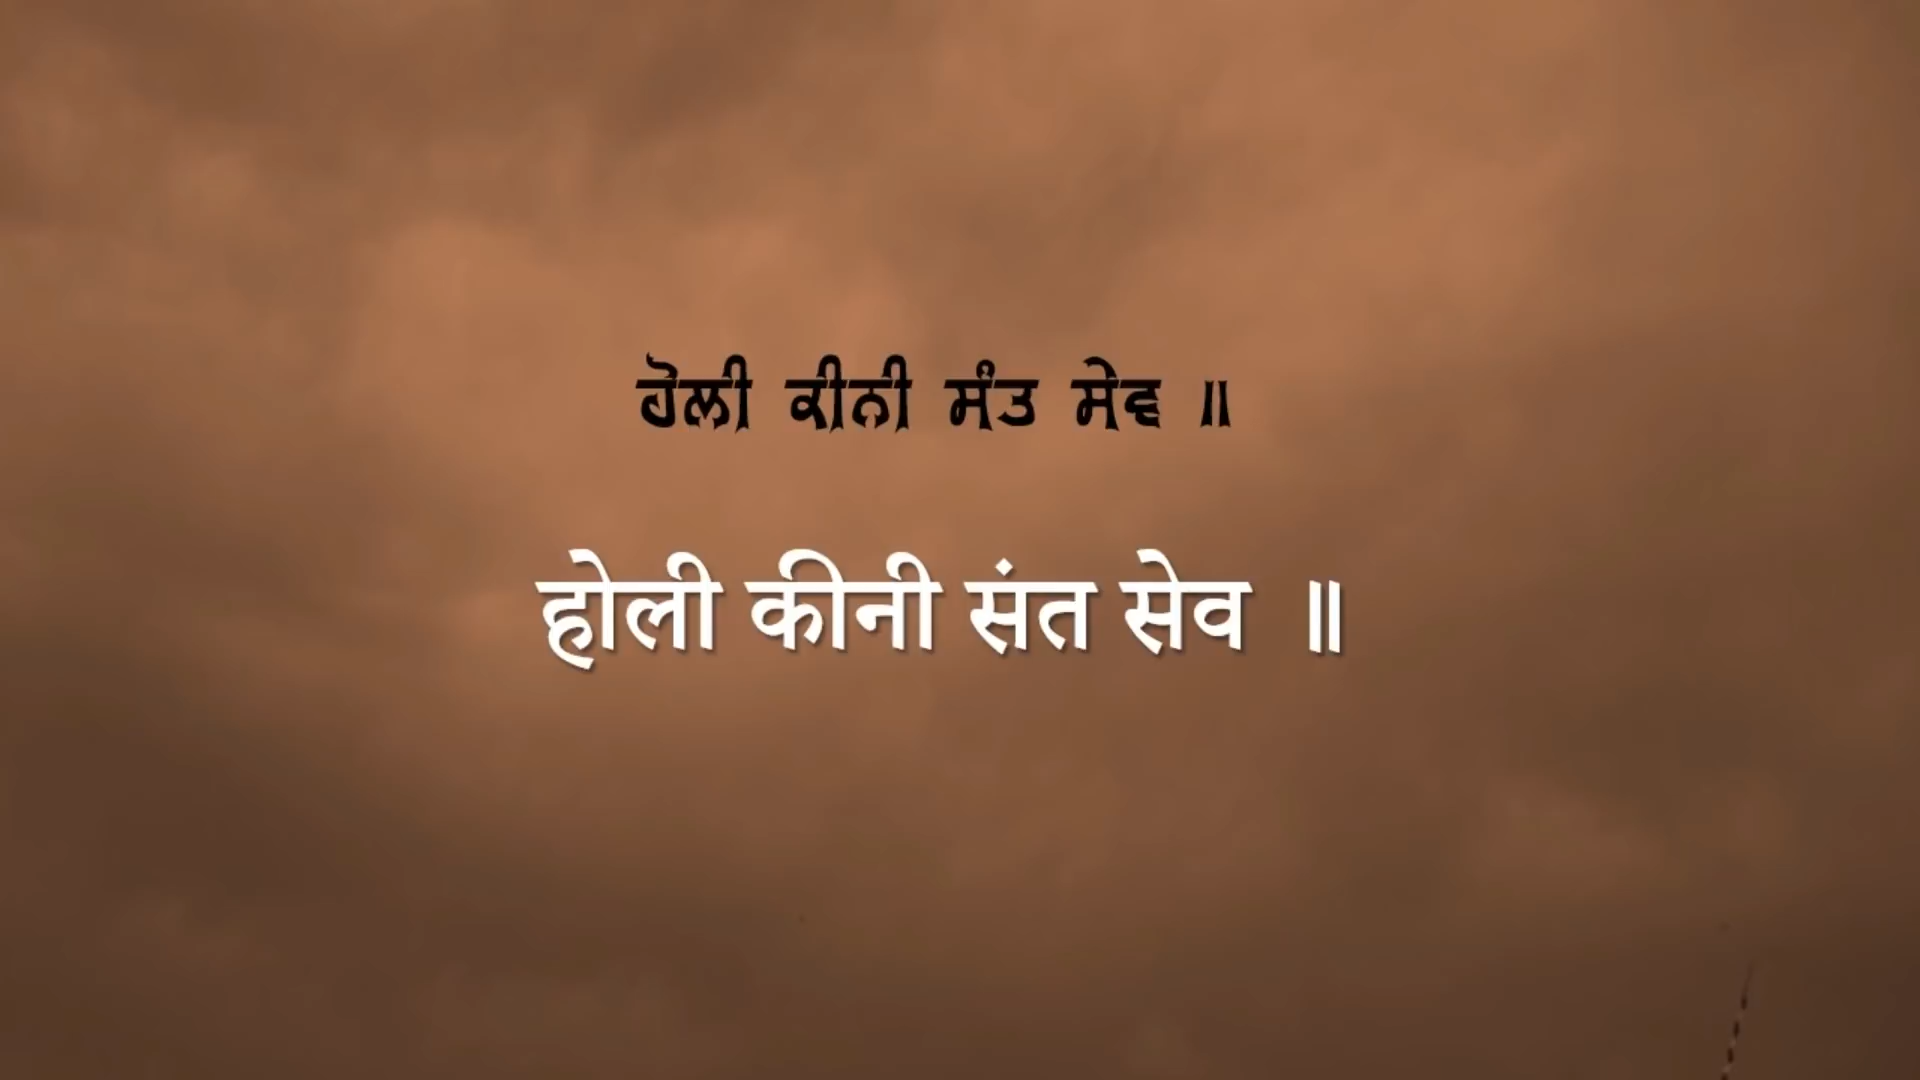 ਹੋਲੀ ਕੀਨੀ ਸੰਤ ਸੇਵ ॥
होली कीनी संत सेव ॥